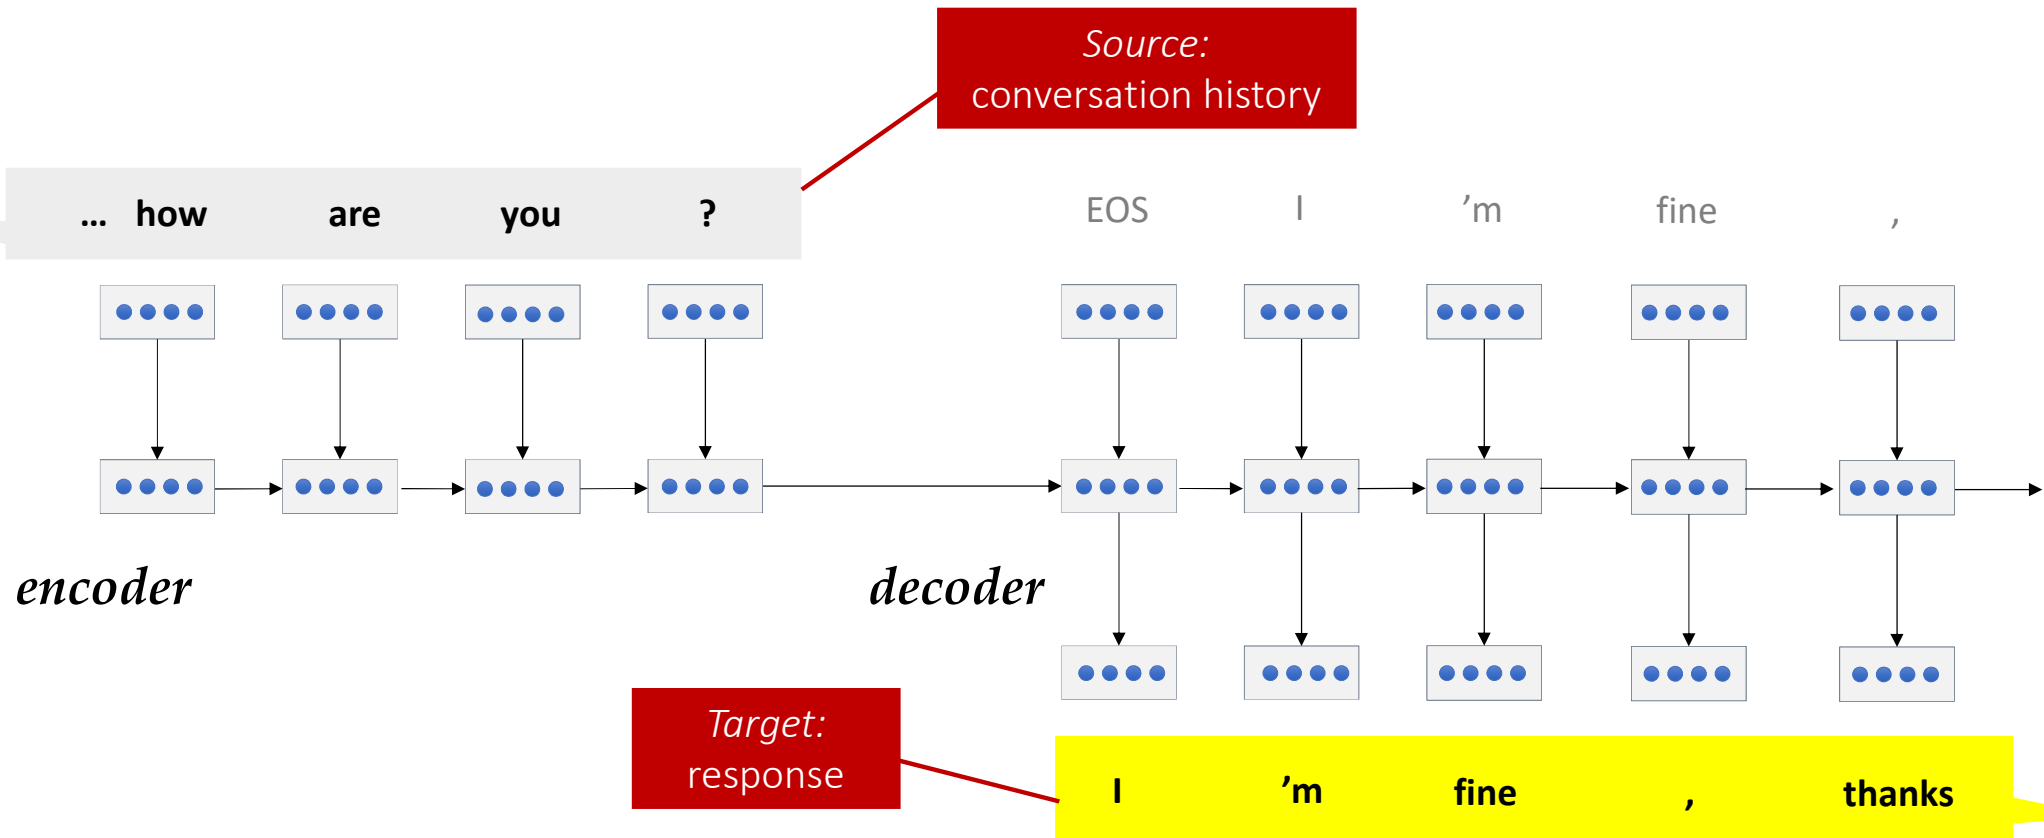 Source:
conversation history
… how are you ?
EOS I ’m fine ,
encoder
decoder
Target:
response
I ’m fine , thanks